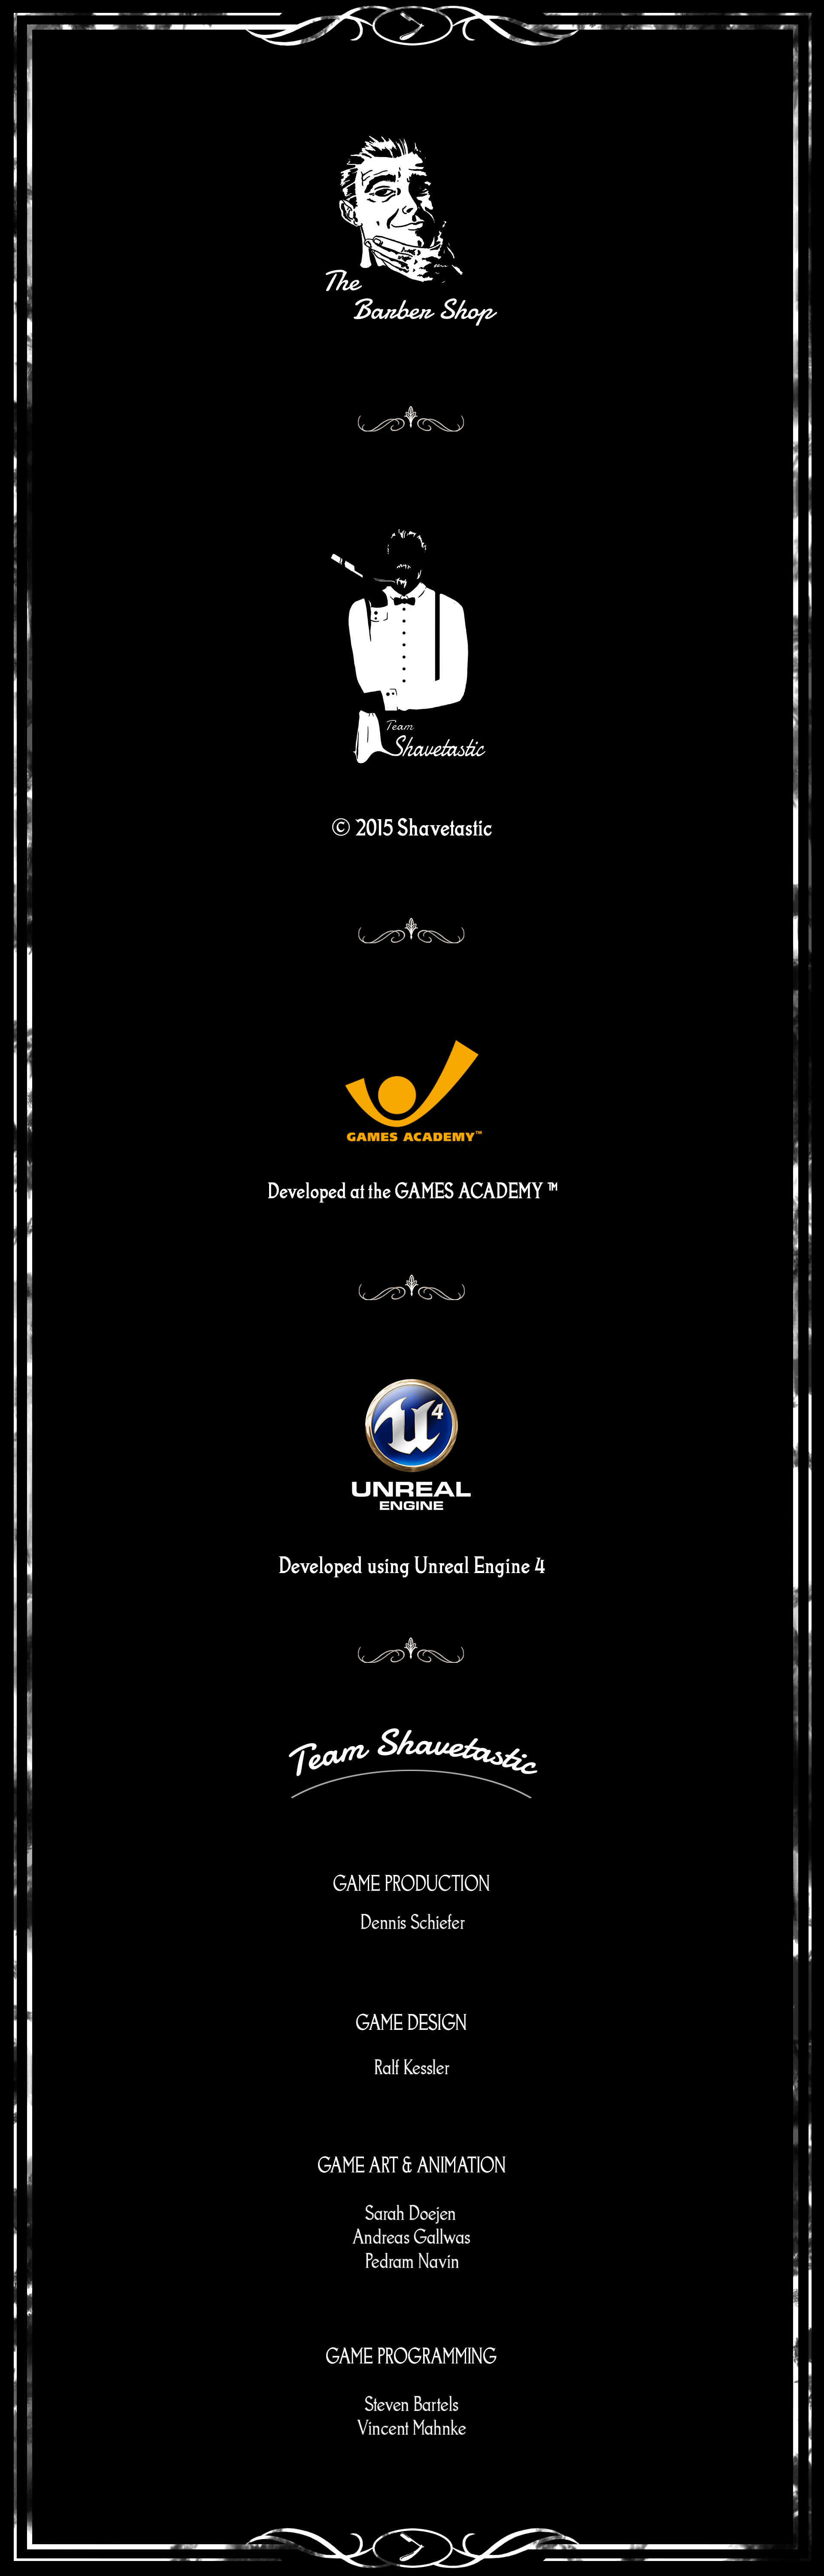 The
Barber Shop
Team
Shavetastic
© 2015 Shavetastic
GAMES ACADEMY™
Developed at the GAMES ACADEMY ™
U4
UNREAL
ENGINE
Developed using Unreal Engine 4
Team Shavetastic
GAME PRODUCTION
Dennis Schiefer
GAME DESIGN
Ralf Kessler
GAME ART & ANIMATION
Sarah Doejen
Andreas Gallwas
Pedram Navin
GAME PROGRAMMING
Steven Bartels
Vincent Mahnke